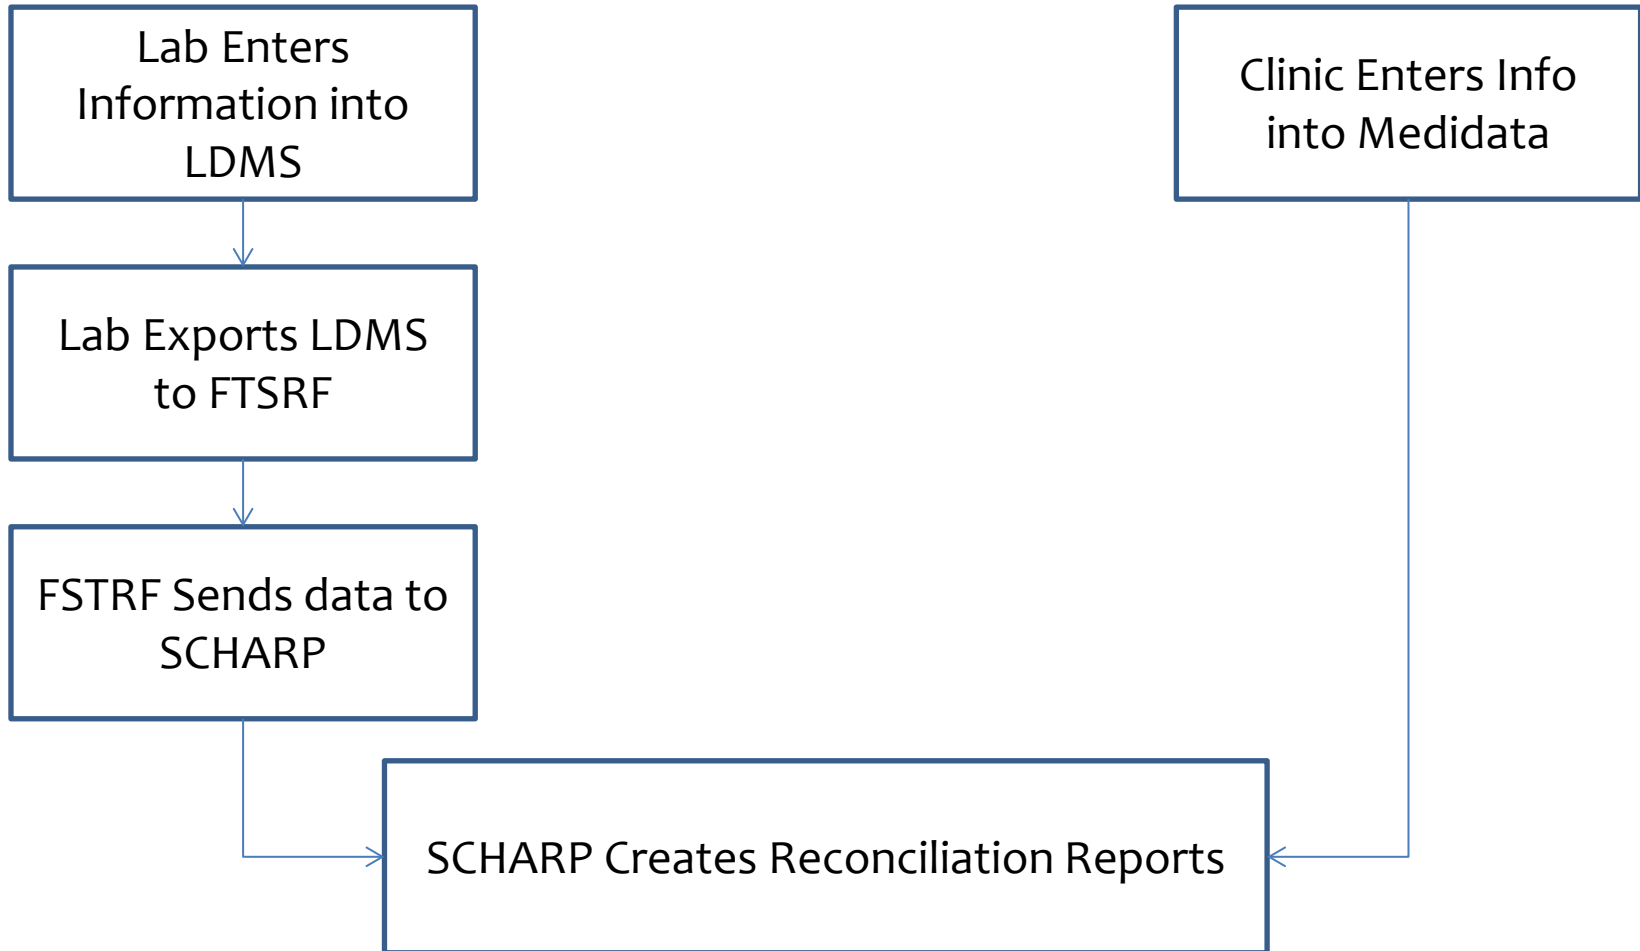 Lab Enters
Information into
LDMS
Clinic Enters Info
into Medidata
Lab Exports LDMS
to FTSRF
FSTRF Sends data to
SCHARP
SCHARP Creates Reconciliation Reports